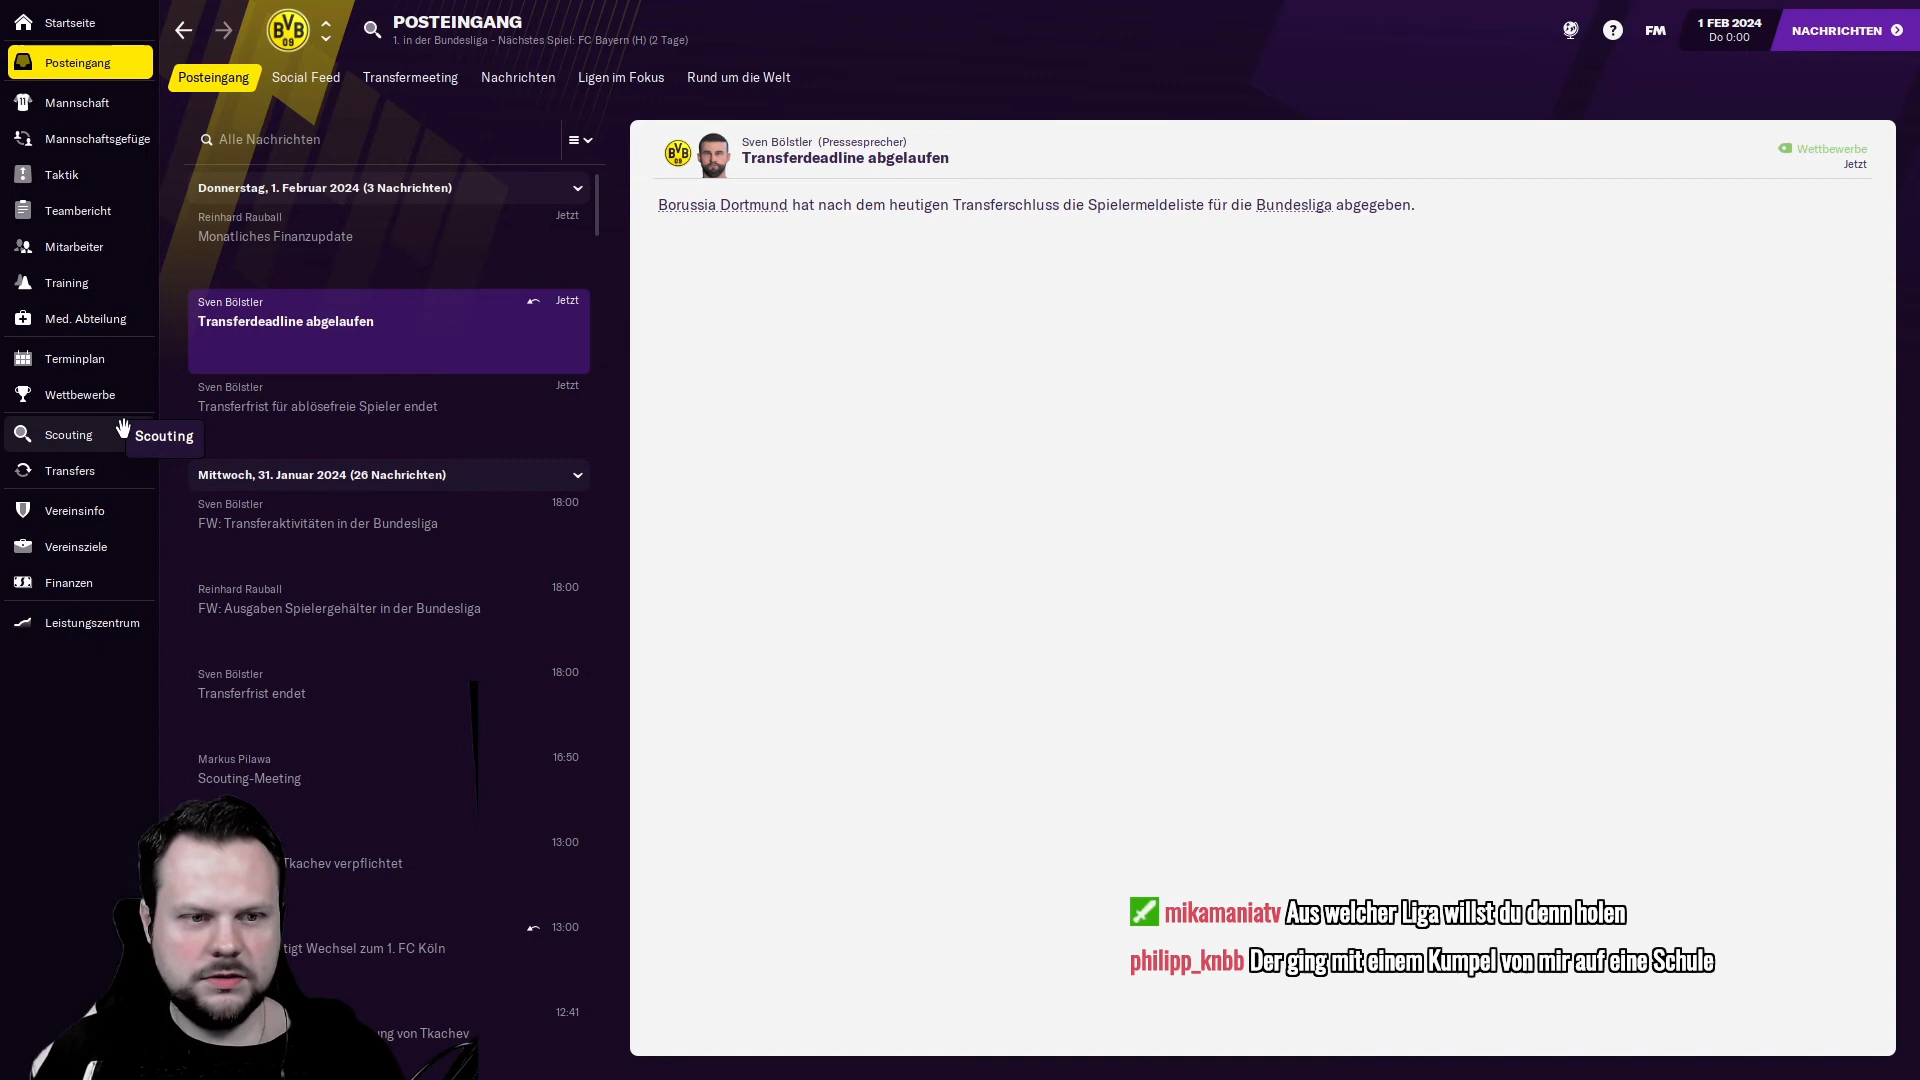 Startseite
Posteingang
Mannschaft
Mannschaftsgefüge
Taktik
Teambericht
Mitarbeiter
Training
Med. Abteilung
Terminplan
Wettbewerbe
Scouting
Scouting
Transfers
Vereinsinfo
Vereinsziele
Finanzen
Leistungszentrum
BVB
09
POSTEINGANG
1. in der Bundesliga - Nächstes Spiel: FC Bayern (H) (2 Tage)
FM
1 FEB 2024
Do 0:00
NACHRICHTEN
Posteingang Social Feed Transfermeeting Nachrichten Ligen im Fokus Rund um die Welt
Alle Nachrichten
Donnerstag, 1. Februar 2024 (3 Nachrichten)
Reinhard Rauball Jetzt
Monatliches Finanzupdate
Sven Bölstler Jetzt
Transferdeadline abgelaufen
Sven Bölstler Jetzt
Transferfrist für ablösefreie Spieler endet
Mittwoch, 31. Januar 2024 (26 Nachrichten)
Sven Bölstler 18:00
FW: Transferaktivitäten in der Bundesliga
Reinhard Rauball 18:00
FW: Ausgaben Spielergehälter in der Bundesliga
Sven Bölstler 18:00
Transferfrist endet
Markus Pilawa 16:50
Scouting-Meeting
13:00
Tkachev verpflichtet
13:00
tigt Wechsel zum 1. FC Köln
12:41
ng von Tkachev
BVB
09
Sven Bölstler (Pressesprecher)
Transferdeadline abgelaufen
Wettbewerbe
Jetzt
Borussia Dortmund hat nach dem heutigen Transferschluss die Spielermeldeliste für die Bundesliga abgegeben.
mikamaniatv Aus welcher Liga willst du denn holen
philipp_knbb Der ging mit einem Kumpel von mir auf eine Schule